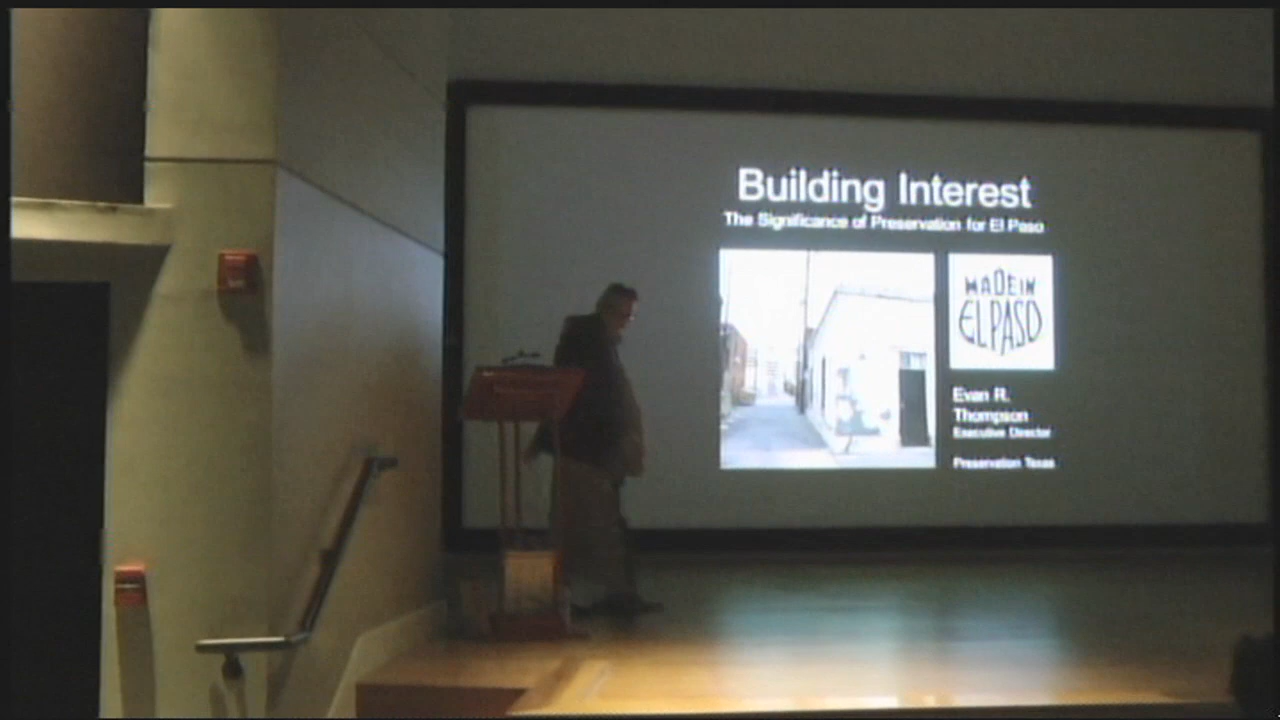 Building Interest
The Significance of Preservation for El Paso
MADE IN
EL PASO
Evan R.
Thompson
Executive Director
Preservation Texas